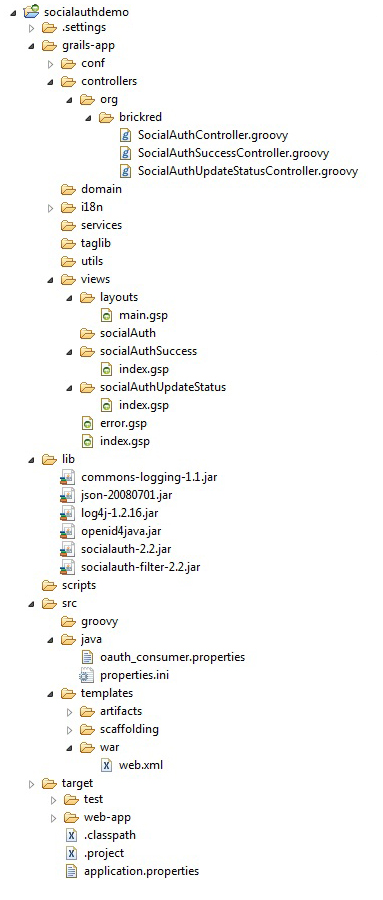 socialauthdemo
.settings
grails-app
conf
controllers
org
brickred
SocialAuthController.groovy
SocialAuthSuccessController.groovy
SocialAuthUpdateStatusController.groovy
domain
i18n
services
taglib
utils
views
layouts
main.gsp
socialAuth
socialAuthSuccess
index.gsp
socialAuthUpdateStatus
index.gsp
error.gsp
index.gsp
lib
commons-logging-1.1.jar
json-20080701.jar
log4j-1.2.16.jar
openid4java.jar
socialauth-2.2.jar
socialauth-filter-2.2.jar
scripts
src
groovy
java
oauth_consumer.properties
properties.ini
templates
artifacts
scaffolding
war
web.xml
target
test
web-app
.classpath
.project
application.properties